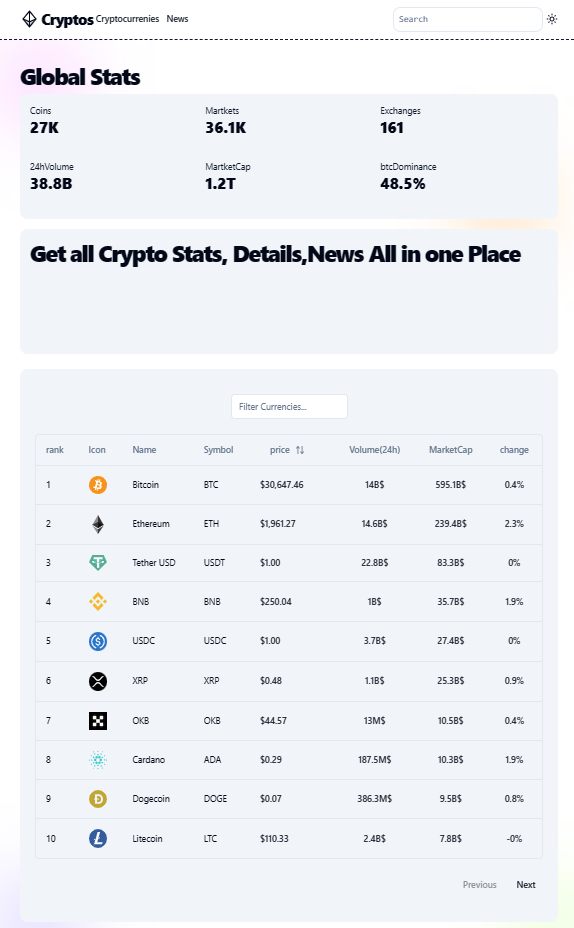 Cryptos Cryptocurrenies News Search
Global Stats
Coins Martkets Exchanges
27K 36.1K 161
24hVolume MartketCap btcDominance
38.8B 1.2T 48.5%
Get all Crypto Stats, Details,News All in one Place
Filter Currencies...
rank Icon Name Symbol price Volume(24h) MarketCap change
1 Bitcoin BTC $30,647.46 14B$ 595.1B$ 0.4%
2 Ethereum ETH $1,961.27 14.6B$ 239.4B$ 2.3%
3 Tether USD USDT $1.00 22.8B$ 83.3B$ 0%
4 BNB BNB $250.04 1B$ 35.7B$ 1.9%
5 USDC USDC $1.00 3.7B$ 27.4B$ 0%
6 XRP XRP $0.48 1.1B$ 25.3B$ 0.9%
7 OKB OKB $44.57 13M$ 10.5B$ 0.4%
8 Cardano ADA $0.29 187.5M$ 10.3B$ 1.9%
9 Dogecoin DOGE $0.07 386.3M$ 9.5B$ 0.8%
10 Litecoin LTC $110.33 2.4B$ 7.8B$ -0%
Previous Next